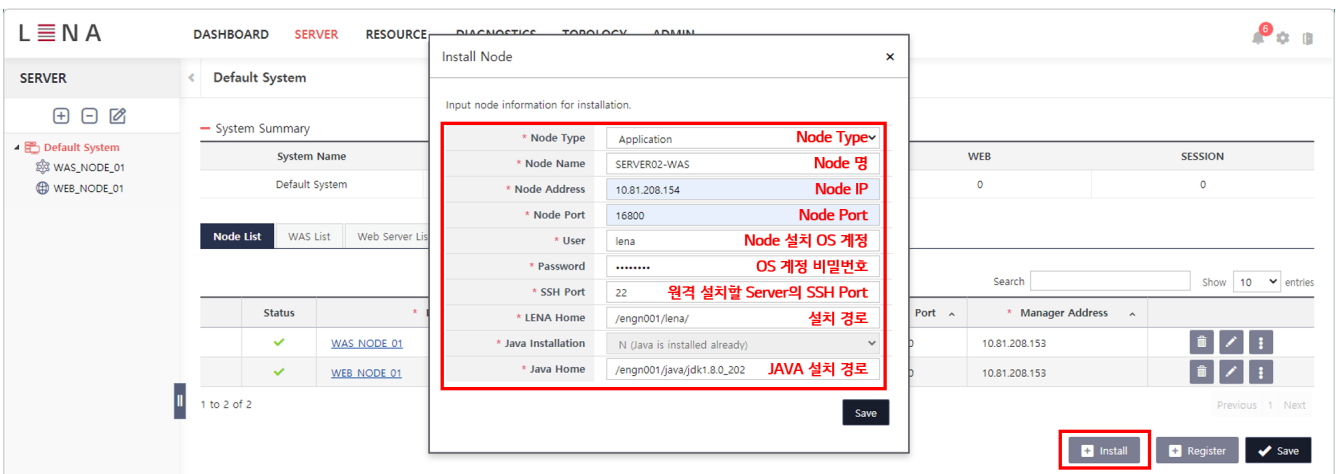 LENA DASHBOARD SERVER RESOURCE DIAGNOSTICS TOPOLOGY ADMIN 6
SERVER
Default System
WAS_NODE_01
WEB_NODE_01
Default System
System Summary
System Name WEB SESSION
Default System 0 0
Node List WAS List Web Server Lis
Search Show 10 entries
Status Port Manager Address
WAS_NODE_01 10.81.208.153
WEB_NODE_01 10.81.208.153
1 to 2 of 2 Previous 1 Next
Install Register Save
Install Node ×
Input node information for installation.
* Node Type Application Node Type
* Node Name SERVER02-WAS Node 명
* Node Address 10.81.208.154 Node IP
* Node Port 16800 Node Port
* User lena Node 설치 OS 계정
* Password •••••••• OS 계정 비밀번호
* SSH Port 22 원격 설치할 Server의 SSH Port
* LENA Home /engn001/lena/ 설치 경로
* Java Installation N (Java is installed already)
* Java Home /engn001/java/jdk1.8.0_202 JAVA 설치 경로
Save